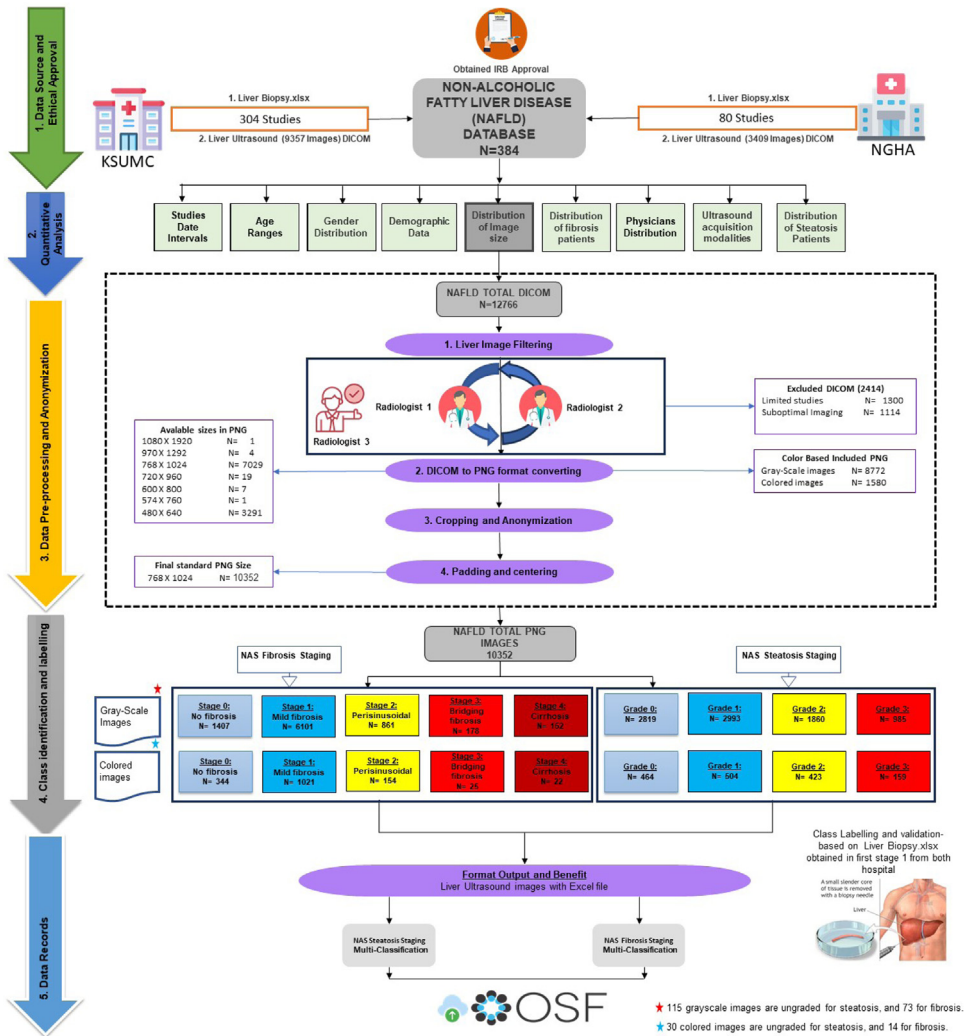 1. Data Source and
Ethical Approval
Obtained IRB Approval
KSUMC
1. Liver Biopsy.xlsx
304 Studies
2. Liver Ultrasound (9357 Images) DICOM
NON-ALCOHOLIC
FATTY LIVER DISEASE
(NAFLD)
DATABASE
N=384
1. Liver Biopsy.xlsx
80 Studies
2. Liver Ultrasound (3409 Images) DICOM
NGHA
2.
Quantitative
Analysis
Studies
Date
Intervals
Age
Ranges
Gender
Distribution
Demographic
Data
Distribution
of Image
size
Distribution
of fibrosis
patients
Physicians
Distribution
Ultrasound
acquisition
modalities
Distribution
of Steatosis
Patients
3. Data Pre-processing and Anonymization
NAFLD TOTAL DICOM
N=12766
1. Liver Image Filtering
Radiologist 1
Radiologist 2
Radiologist 3
Excluded DICOM (2414)
Limited studies N= 1300
Suboptimal Imaging N= 1114
Avalable sizes in PNG
1080 X 1920 N= 1
970 X 1292 N= 4
768 X 1024 N= 7029
720 X 960 N= 19
600 X 800 N= 7
574 X 760 N= 1
480 X 640 N= 3291
2. DICOM to PNG format converting
Color Based Included PNG
Gray-Scale images N= 8772
Colored images N= 1580
3. Cropping and Anonymization
Final standard PNG Size
768 X 1024 N= 10352
4. Padding and centering
4. Class identification and labelling
NAFLD TOTAL PNG
IMAGES
10352
NAS Fibrosis Staging
NAS Steatosis Staging
Gray-Scale
Images
Stage 0:
No fibrosis
N= 1407
Stage 1:
Mild fibrosis
N= 6101
Stage 2:
Perisinusoidal
N= 861
Stage 3:
Bridging
fibrosis
N= 178
Stage 4:
Cirrhosis
N= 152
Grade 0:
N= 2819
Grade 1:
N= 2993
Grade 2:
N= 1860
Grade 3:
N= 985
Colored
images
Stage 0:
No fibrosis
N= 344
Stage 1:
Mild fibrosis
N= 1021
Stage 2:
Perisinusoidal
N= 154
Stage 3:
Bridging
fibrosis
N= 25
Stage 4:
Cirrhosis
N= 22
Grade 0:
N= 464
Grade 1:
N= 504
Grade 2:
N= 423
Grade 3:
N= 159
5. Data Records
Format Output and Benefit
Liver Ultrasound images with Excel file
Class Labelling and validation-
based on Liver Biopsy.xlsx
obtained in first stage 1 from both
hospital
A small slender core
of tissue is removed
with a biopsy needle
Liver
NAS Steatosis Staging
Multi-Classification
NAS Fibrosis Staging
Multi-Classification
OSF
115 grayscale images are ungraded for steatosis, and 73 for fibrosis.
30 colored images are ungraded for steatosis, and 14 for fibrosis.